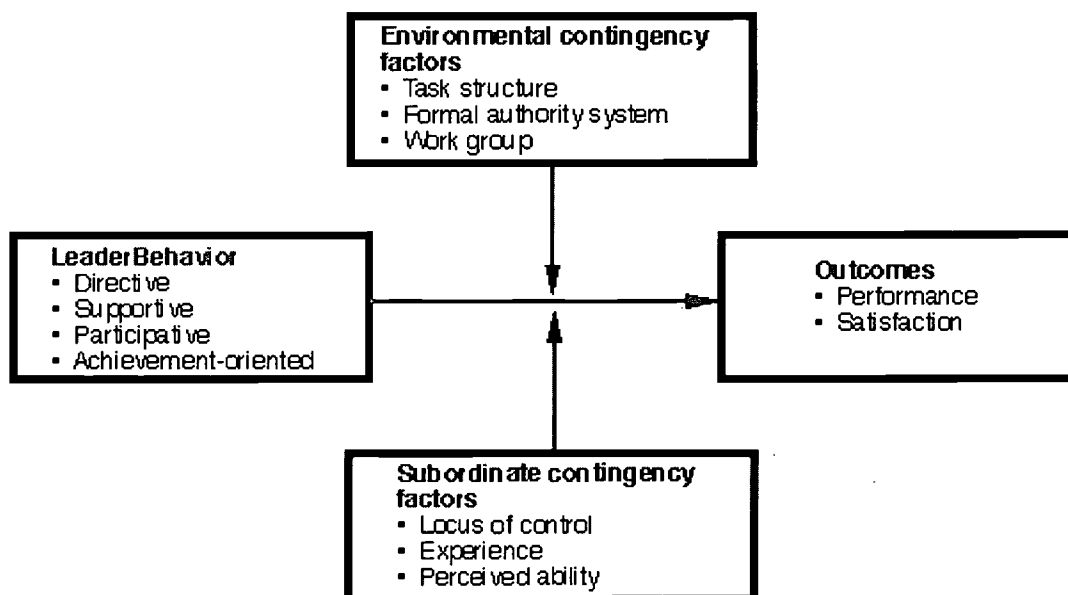 Environmental contingency
factors
▪ Task structure
▪ Formal authority system
▪ Work group
Leader Behavior
▪ Directive
▪ Supportive
▪ Participative
▪ Achievement-oriented
Outcomes
▪ Performance
▪ Satisfaction
Subordinate contingency
factors
▪ Locus of control
▪ Experience
▪ Perceived ability